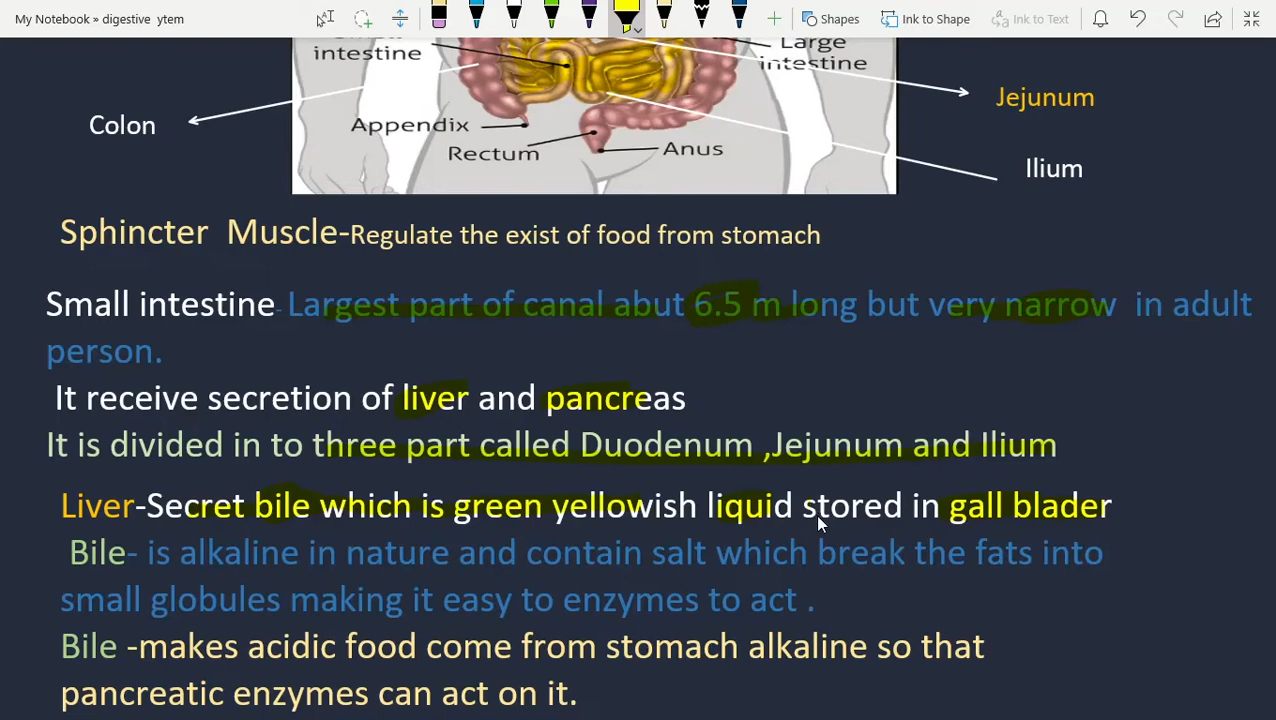 My Notebook » digestive ytem
Shapes
Ink to Shape
Ink to Text
intestine
Large
intestine
Jejunum
Colon
Appendix
Rectum
Anus
Ilium
Sphincter Muscle-Regulate the exist of food from stomach
Small intestine- Largest part of canal abut 6.5 m long but very narrow in adult
person.
It receive secretion of liver and pancreas
It is divided in to three part called Duodenum ,Jejunum and Ilium
Liver-Secret bile which is green yellowish liquid stored in gall blader
Bile- is alkaline in nature and contain salt which break the fats into
small globules making it easy to enzymes to act .
Bile -makes acidic food come from stomach alkaline so that
pancreatic enzymes can act on it.